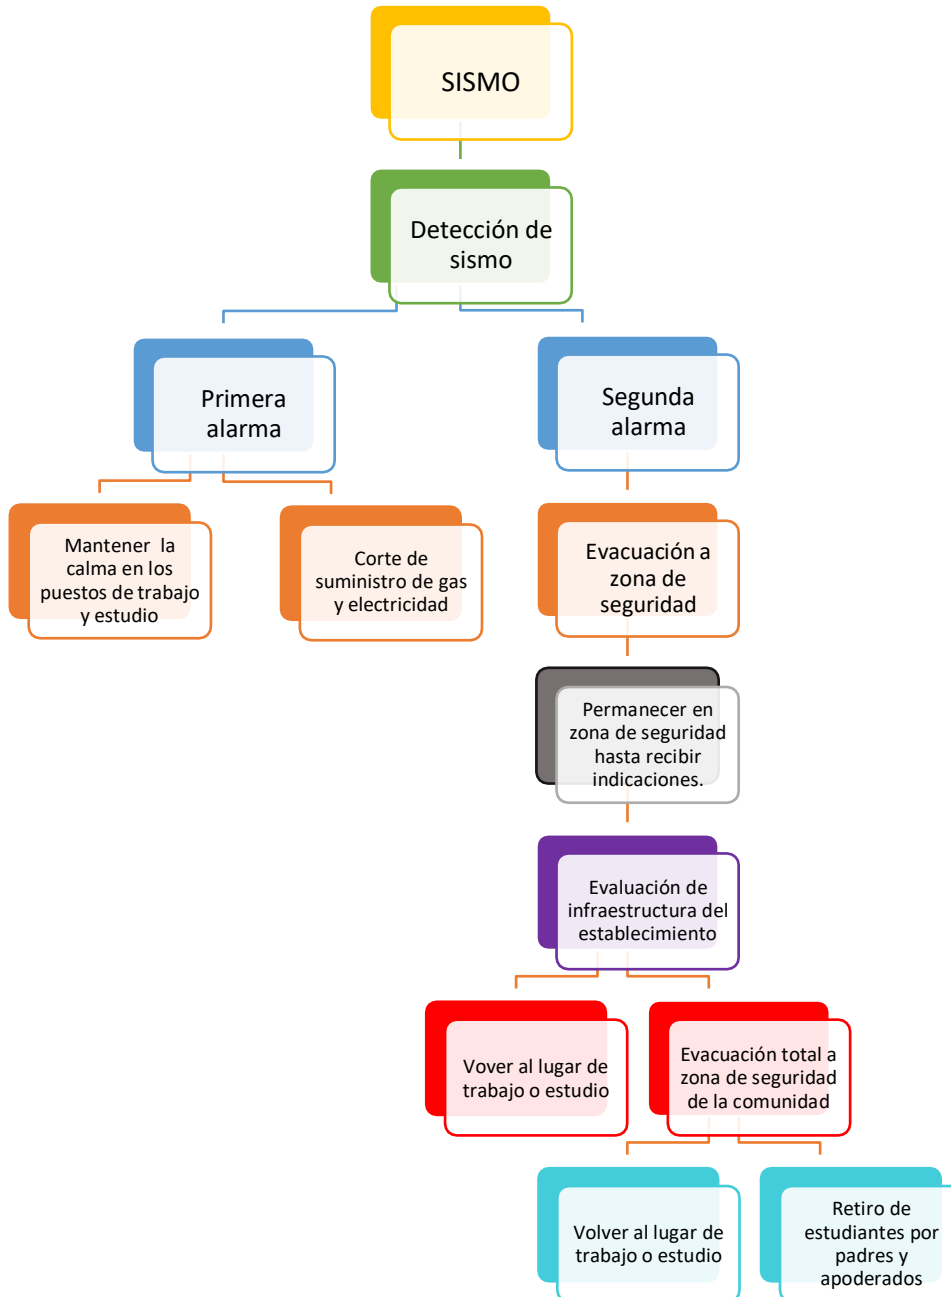 SISMO
Detección de
sismo
Primera
alarma
Segunda
alarma
Mantener la
calma en los
puestos de trabajo
y estudio
Corte de
suministro de gas
y electricidad
Evacuación a
zona de
seguridad
Permanecer en
zona de seguridad
hasta recibir
indicaciones.
Evaluación de
infraestructura del
establecimiento
Vover al lugar de
trabajo o estudio
Evacuación total a
zona de seguridad
de la comunidad
Volver al lugar de
trabajo o estudio
Retiro de
estudiantes por
padres y
apoderados